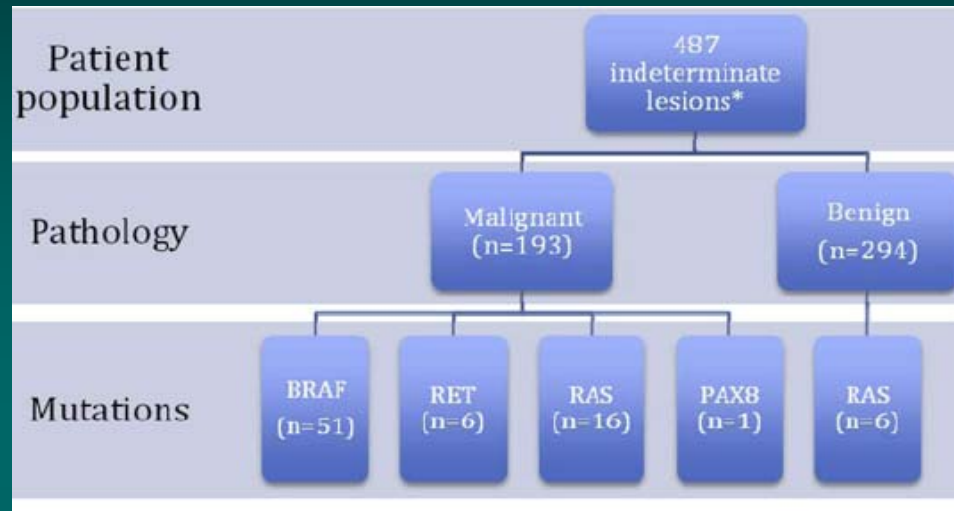 Patient
population
487
indeterminate
lesions*
Pathology
Malignant
(n=193)
Benign
(n=294)
Mutations
BRAF
(n=51)
RET
(n=6)
RAS
(n=16)
PAX8
(n=1)
RAS
(n=6)